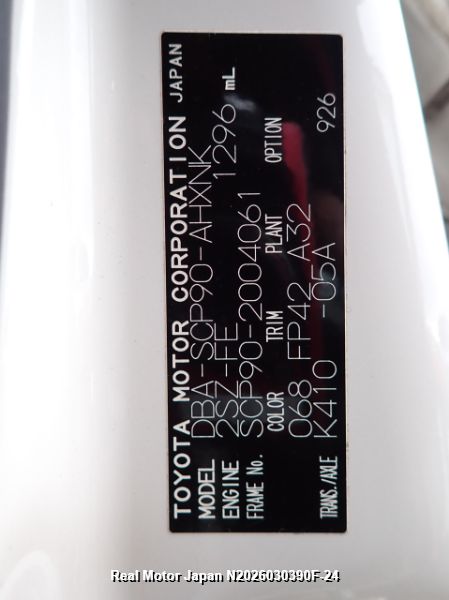 TOYOTA MOTOR CORPORATION JAPAN
MODEL DBA-SCP90-AHXNK
ENGINE 2SZ-FE 1296 mL
FRAME No. SCP90-2004061
COLOR TRIM PLANT OPTION
068 FP42 A32
TRANS./AXLE K410 -05A 926
Real Motor Japan N2026030390F-24